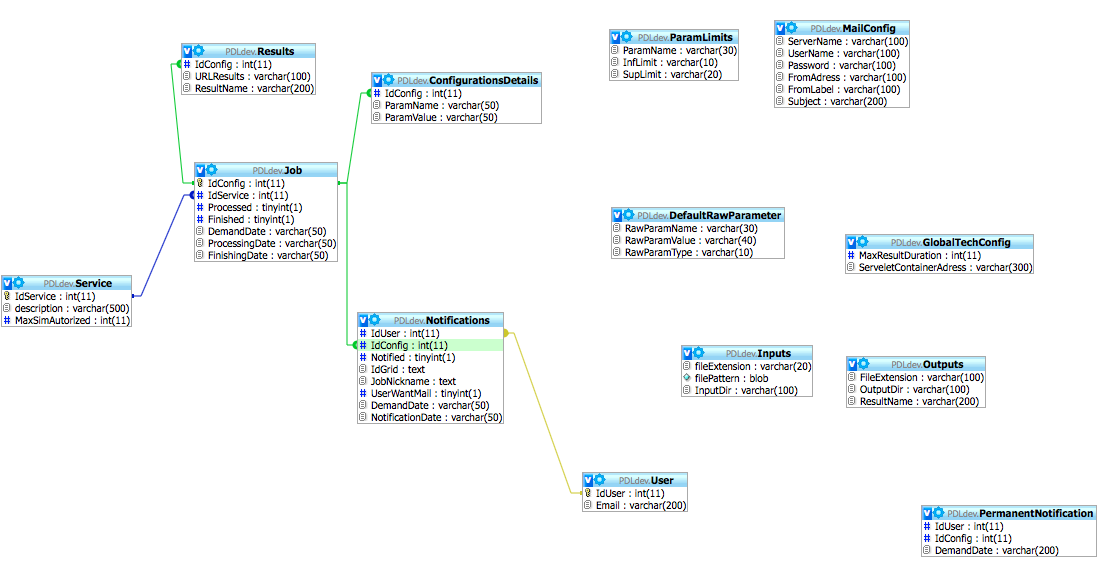 PDLdev.Results
IdConfig : int(11)
URLResults : varchar(100)
ResultName : varchar(200)
PDLdev.ConfigurationsDetails
IdConfig : int(11)
ParamName : varchar(50)
ParamValue : varchar(50)
PDLdev.ParamLimits
ParamName : varchar(30)
InfLimit : varchar(10)
SupLimit : varchar(20)
PDLdev.MailConfig
ServerName : varchar(100)
UserName : varchar(100)
Password : varchar(100)
FromAdress : varchar(100)
FromLabel : varchar(100)
Subject : varchar(200)
PDLdev.Job
IdConfig : int(11)
IdService : int(11)
Processed : tinyint(1)
Finished : tinyint(1)
DemandDate : varchar(50)
ProcessingDate : varchar(50)
FinishingDate : varchar(50)
PDLdev.DefaultRawParameter
RawParamName : varchar(30)
RawParamValue : varchar(40)
RawParamType : varchar(10)
PDLdev.GlobalTechConfig
MaxResultDuration : int(11)
ServeletContainerAdress : varchar(300)
PDLdev.Service
IdService : int(11)
description : varchar(500)
MaxSimAutorized : int(11)
PDLdev.Notifications
IdUser : int(11)
IdConfig : int(11)
Notified : tinyint(1)
IdGrid : text
JobNickname : text
UserWantMail : tinyint(1)
DemandDate : varchar(50)
NotificationDate : varchar(50)
PDLdev.Inputs
fileExtension : varchar(20)
filePattern : blob
InputDir : varchar(100)
PDLdev.Outputs
FileExtension : varchar(100)
OutputDir : varchar(100)
ResultName : varchar(200)
PDLdev.User
IdUser : int(11)
Email : varchar(200)
PDLdev.PermanentNotification
IdUser : int(11)
IdConfig : int(11)
DemandDate : varchar(200)